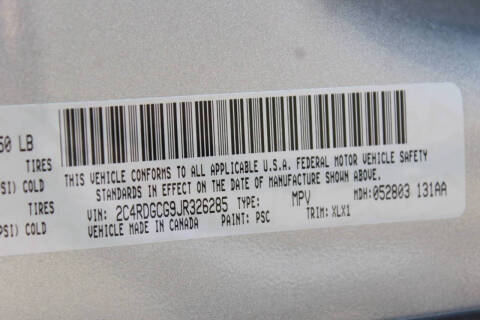 50 LB
TIRES
SI) COLD
TIRES
PSI) COLD
THIS VEHICLE CONFORMS TO ALL APPLICABLE U.S.A. FEDERAL MOTOR VEHICLE SAFETY
STANDARDS IN EFFECT ON THE DATE OF MANUFACTURE SHOWN ABOVE.
VIN: 2C4RDGCG9JR326285 TYPE: MPV MDH: 052803 131AA
VEHICLE MADE IN CANADA PAINT: PSC TRIM: XLX1